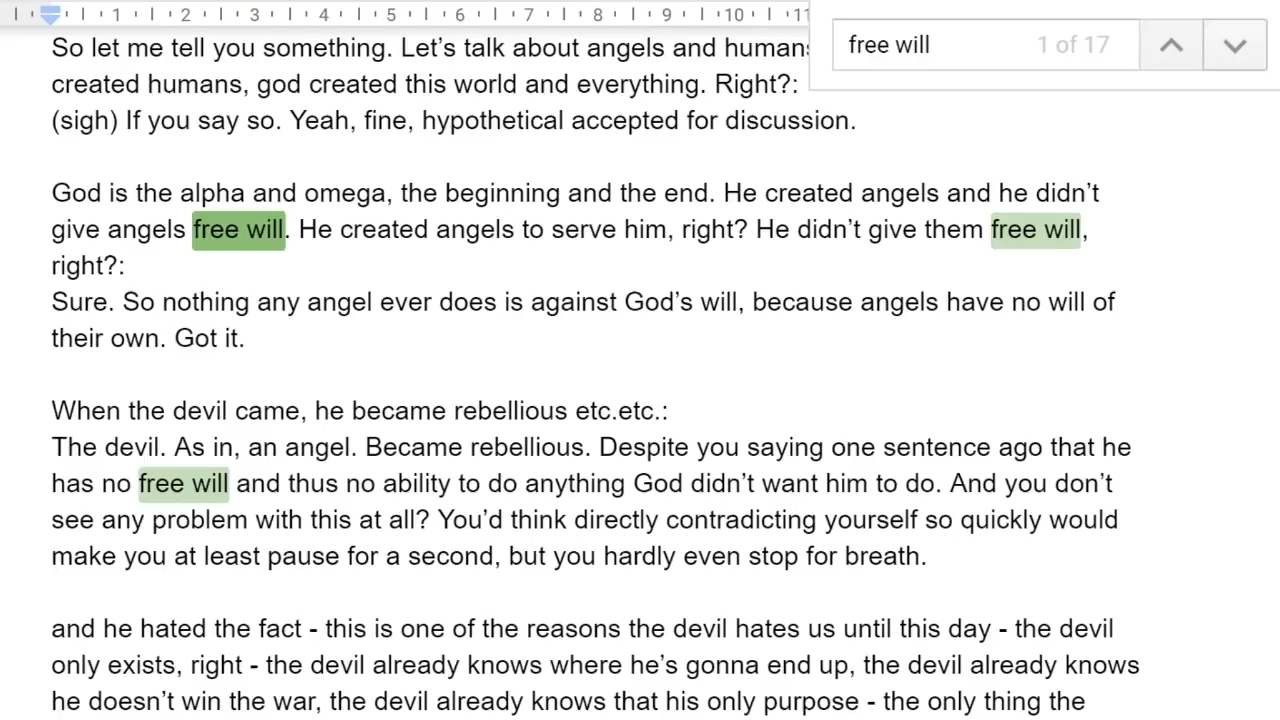 1 2 3 4 5 6 7 8 9 10
free will 1 of 17
So let me tell you something. Let’s talk about angels and human
created humans, god created this world and everything. Right?:
(sigh) If you say so. Yeah, fine, hypothetical accepted for discussion.
God is the alpha and omega, the beginning and the end. He created angels and he didn’t
give angels free will. He created angels to serve him, right? He didn’t give them free will,
right?:
Sure. So nothing any angel ever does is against God’s will, because angels have no will of
their own. Got it.
When the devil came, he became rebellious etc.etc.:
The devil. As in, an angel. Became rebellious. Despite you saying one sentence ago that he
has no free will and thus no ability to do anything God didn’t want him to do. And you don’t
see any problem with this at all? You’d think directly contradicting yourself so quickly would
make you at least pause for a second, but you hardly even stop for breath.
and he hated the fact - this is one of the reasons the devil hates us until this day - the devil
only exists, right - the devil already knows where he’s gonna end up, the devil already knows
he doesn’t win the war, the devil already knows that his only purpose - the only thing the